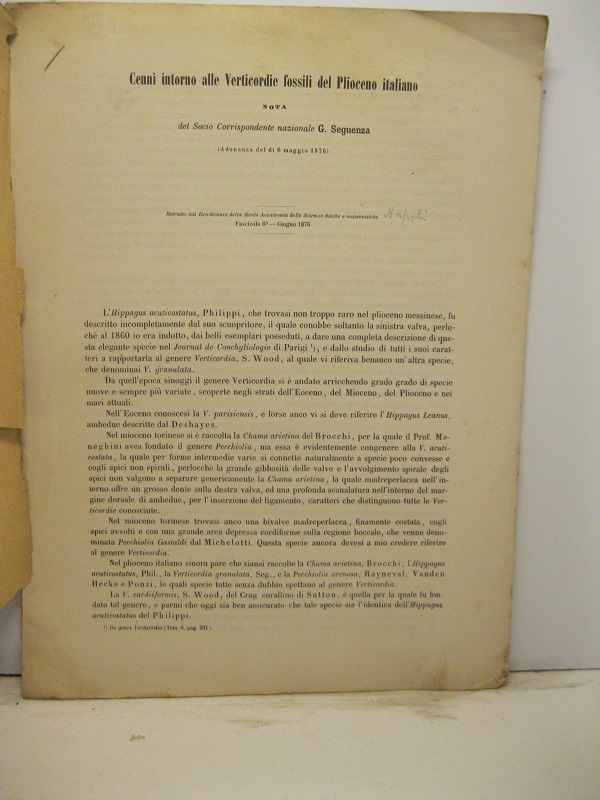 Cenni intorno alle Verticordie fossili del Plioceno italiano
NOTA
del Socio Corrispondente nazionale G. Seguenza
(Adunanza del dì 6 maggio 1876)
Estratto dal Rendiconto della Reale Accademia delle Scienze fisiche e matematiche Napoli
Fascicolo 6º — Giugno 1876
L'Hippagus acuticostatus, Philippi, che trovasi non troppo raro nel plioceno messinese, fu
descritto incompletamente dal suo scuopritore, il quale conobbe soltanto la sinistra valva, perlo-
chè al 1860 io era indotto, dai belli esemplari posseduti, a dare una completa descrizione di que-
sta elegante specie nel Journal de Conchyliologie di Parigi ¹), e dallo studio di tutti i suoi carat-
teri a rapportarla al genere Verticordia, S. Wood, al quale vi riferiva benanco un'altra specie,
che denominai V. granulata.
Da quell'epoca sinoggi il genere Verticordia si è andato arricchendo grado grado di specie
nuove e sempre più variate, scoperte negli strati dell'Eocene, del Mioceno, del Plioceno e nei
mari attuali.
Nell'Eoceno conoscesi la V. parisiensis, e forse anco vi si deve riferire l'Hippagus Leanus,
ambedue descritte dal Deshayes.
Nel mioceno torinese si è raccolta la Chama arietina del Brocchi, per la quale il Prof. Me-
neghini avea fondato il genere Pecchiolia, ma essa è evidentemente congenere alla V. acuti-
costata, la quale per forme intermedie varie si connette naturalmente a specie poco convesse e
cogli apici non spirali, perlocchè la grande gibbosità delle valve e l'avvolgimento spirale degli
apici non valgono a separare genericamente la Chama arietina, la quale madreperlacea nell'in-
terno offre un grosso dente sulla destra valva, ed una profonda scanalatura nell'interno del mar-
gine dorsale di ambedue, per l'inserzione del ligamento, caratteri che distinguono tutte le Ver-
ticordie conosciute.
Nel mioceno torinese trovasi anco una bivalve madreperlacea, finamente costata, cogli
apici avvolti e con una grande area depressa cordiforme sulla regione boccale, che venne deno-
minata Pecchiolia Gastaldi dal Michelotti. Questa specie ancora devesi a mio credere riferire
al genere Verticordia.
Nel plioceno italiano sinora pare che siansi raccolte la Chama arietina, Brocchi, l'Hippagus
acuticostatus, Phil., la Verticordia granulata, Seg., e la Pecchiolia arenosa, Rayneval, Vanden
Hecke e Ponzi, le quali specie tutte senza dubbio spettano al genere Verticordia.
La V. cardiiformis, S. Wood, del Crag corallino di Sutton, è quella per la quale fu fon-
dato tal genere, e parmi che oggi sia ben assicurato che tale specie sia l'identica dell'Hippagus
acuticostatus del Philippi.
¹) Du genre Verticordia (Tom. 8, pag. 291).